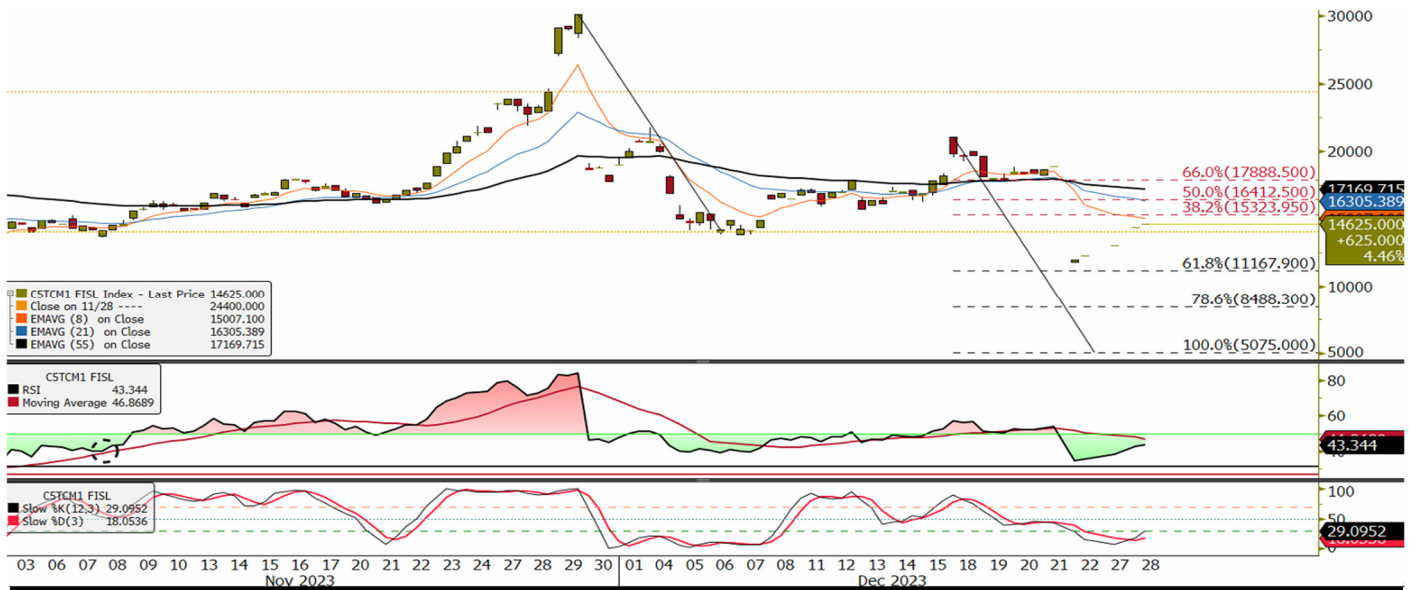 30000
25000
20000
66.0%(17888.500)
17169.715
50.0%(16412.500)
16305.389
38.2%(15323.950)
14625.000
+625.000
4.46%
61.8%(11167.900)
10000
78.6%(8488.300)
100.0%(5075.000)
5000
C5TCM1 FISL Index - Last Price 14625.000
Close on 11/28 ---- 24400.000
EMAVG (8) on Close 15007.100
EMAVG (21) on Close 16305.389
EMAVG (55) on Close 17169.715
C5TCM1 FISL
RSI 43.344
Moving Average 46.8689
80
60
43.344
C5TCM1 FISL
Slow %K(12,3) 29.0952
Slow %D(3) 18.0536
100
50
29.0952
0
03 06 07 08 09 10 13 14 15 16 17 20 21 22 23 24 27 28 29 30 01 04 05 06 07 08 11 12 13 14 15 18 19 20 21 22 27 28
Nov 2023 Dec 2023